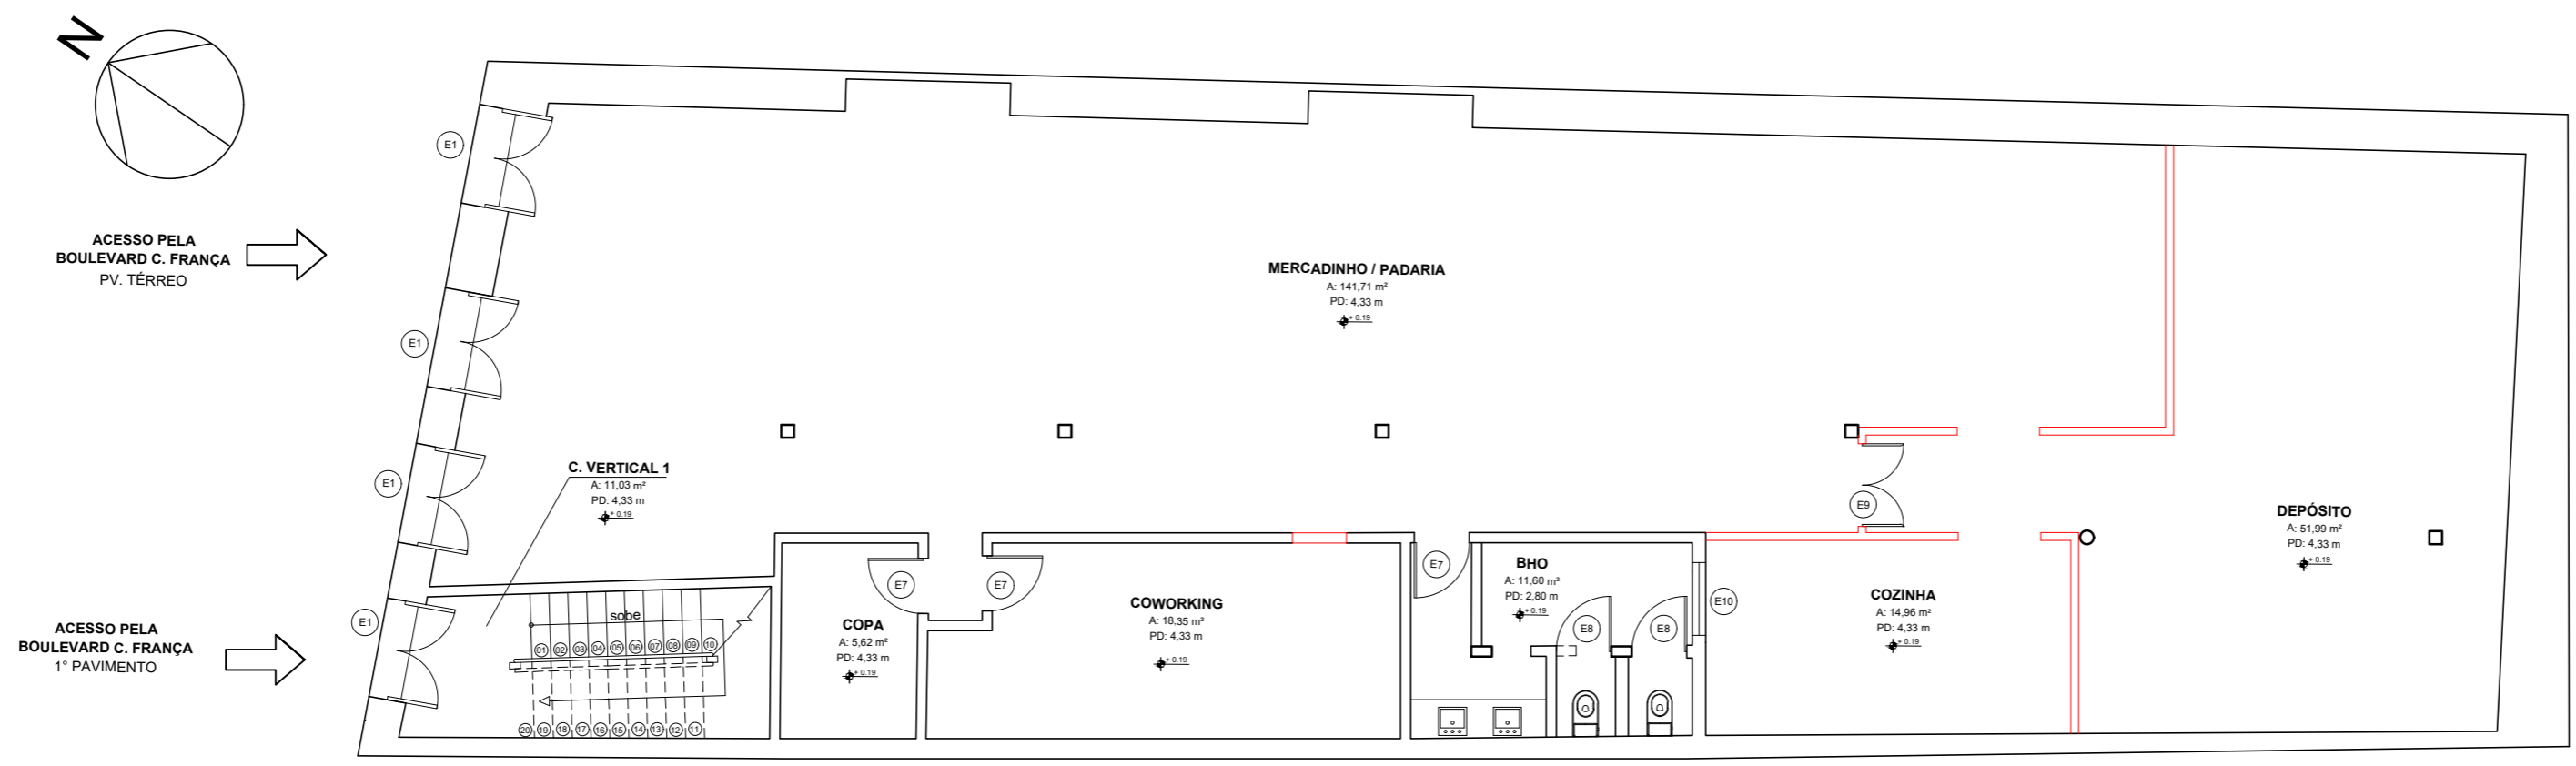 N
ACESSO PELA
BOULEVARD C. FRANÇA
PV. TÉRREO
ACESSO PELA
BOULEVARD C. FRANÇA
1° PAVIMENTO
E1
E1
E1
E1
MERCADINHO / PADARIA
A: 141,71 m²
PD: 4,33 m
+ 0.19
C. VERTICAL 1
A: 11,03 m²
PD: 4,33 m
+ 0.19
sobe
01 02 03 04 05 06 07 08 09 10
20 19 18 17 16 15 14 13 12 11
COPA
A: 5,62 m²
PD: 4,33 m
+ 0.19
E7
E7
COWORKING
A: 18,35 m²
PD: 4,33 m
+ 0.19
E7
BHO
A: 11,60 m²
PD: 2,80 m
+ 0.19
E8
E8
E10
E9
COZINHA
A: 14,96 m²
PD: 4,33 m
+ 0.19
DEPÓSITO
A: 51,99 m²
PD: 4,33 m
+ 0.19